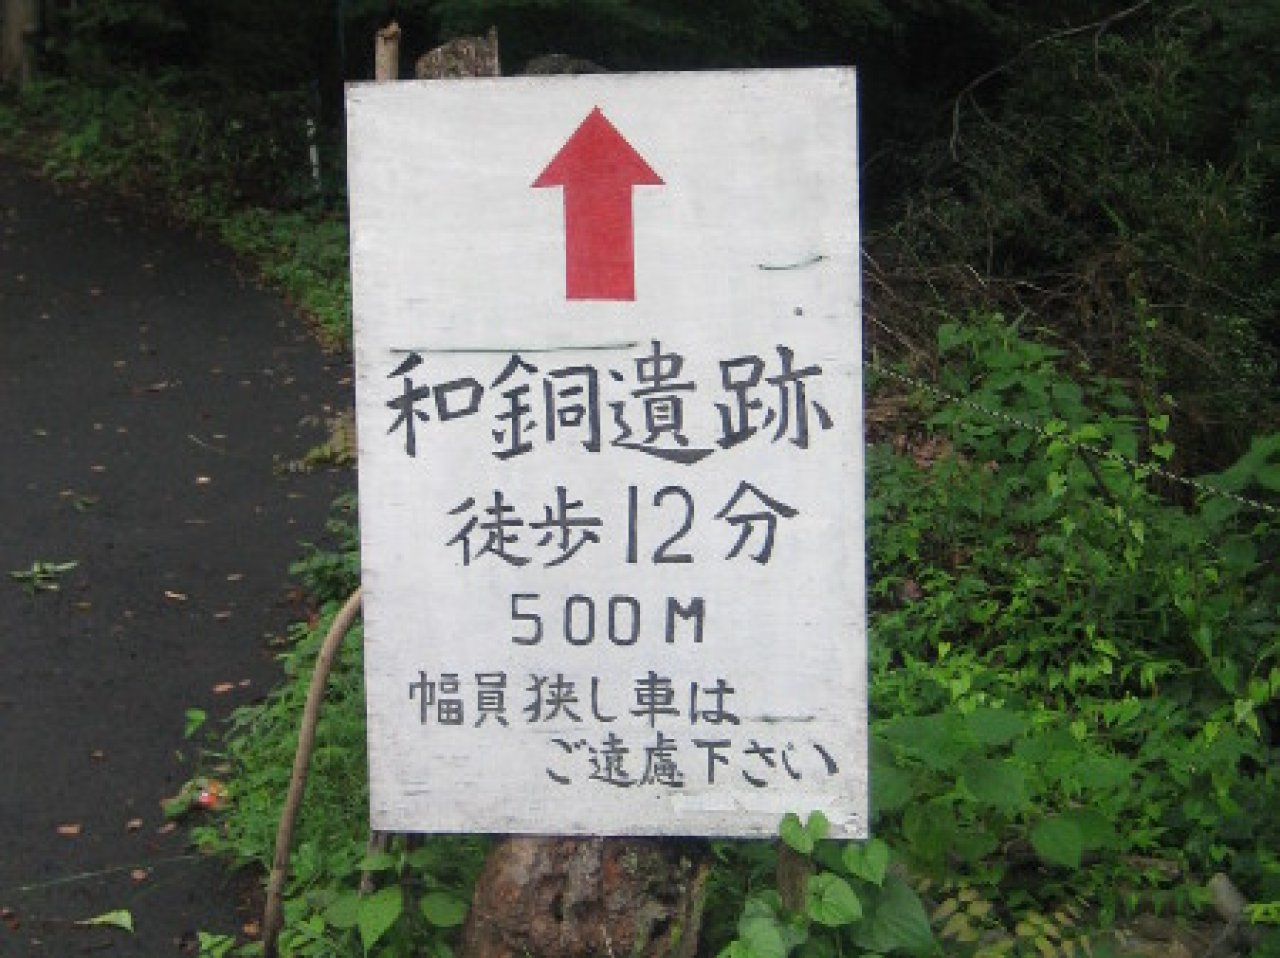 和銅遺跡
徒歩12分
500M
幅員狭し車は
ご遠慮下さい